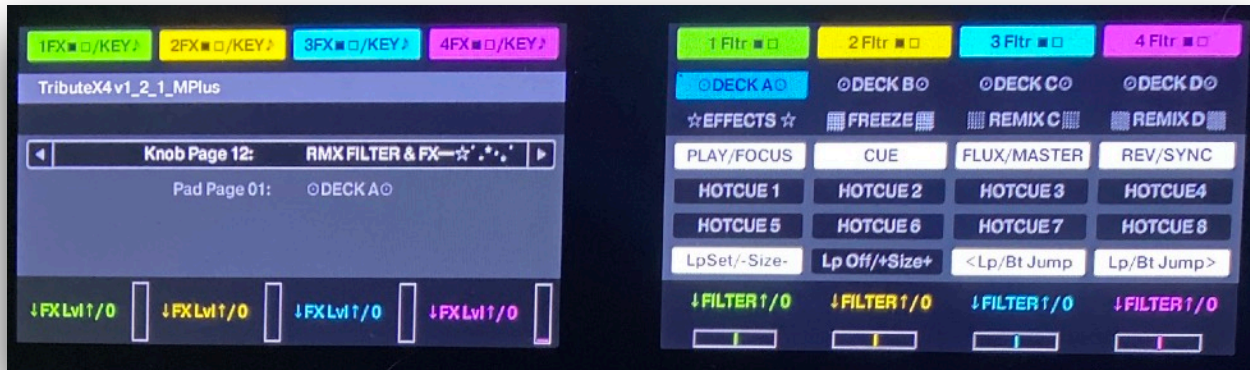 1FX■□/KEY♪ 2FX■□/KEY♪ 3FX■□/KEY♪ 4FX■□/KEY♪
TributeX4v1_2_1_MPlus
Knob Page 12: RMX FILTER & FX—☆˙.*·.˙
Pad Page 01: ⊙DECK A⊙
↓FX Lvl↑/0 ↓FX Lvl↑/0 ↓FX Lvl↑/0 ↓FX Lvl↑/0
1 Fltr ■□ 2 Fltr ■□ 3 Fltr ■□ 4 Fltr ■□
⊙DECK A⊙ ⊙DECK B⊙ ⊙DECK C⊙ ⊙DECK D⊙
☆EFFECTS☆ ▦FREEZE▦ ▦REMIX C▦ ▦REMIX D▦
PLAY/FOCUS CUE FLUX/MASTER REV/SYNC
HOTCUE 1 HOTCUE 2 HOTCUE 3 HOTCUE4
HOTCUE 5 HOTCUE 6 HOTCUE 7 HOTCUE 8
LpSet/-Size- Lp Off/+Size+ <Lp/Bt Jump Lp/Bt Jump>
↓FILTER↑/0 ↓FILTER↑/0 ↓FILTER↑/0 ↓FILTER↑/0